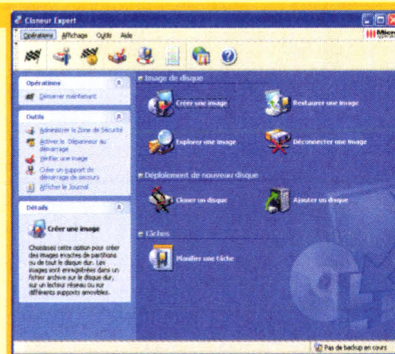 Cloneur Expert
Opérations Affichage Outils Aide
Micro
Opérations
Démarrer maintenant
Outils
Administrer la Zone de Sécurité
Activer le Dépanneur au démarrage
Vérifier une image
Créer un support de démarrage de secours
Afficher le Journal
Détails
Créer une image
Choisissez cette option pour créer
des images exactes de partitions
ou de tout le disque dur. Les
images sont enregistrées dans un
fichier archive sur le disque dur,
sur un lecteur réseau ou sur
différents supports amovibles.
Image de disque
Créer une image
Restaurer une image
Explorer une image
Déconnecter une image
Déploiement de nouveau disque
Cloner un disque
Ajouter un disque
Tâches
Planifier une tâche
Pas de backup en cours